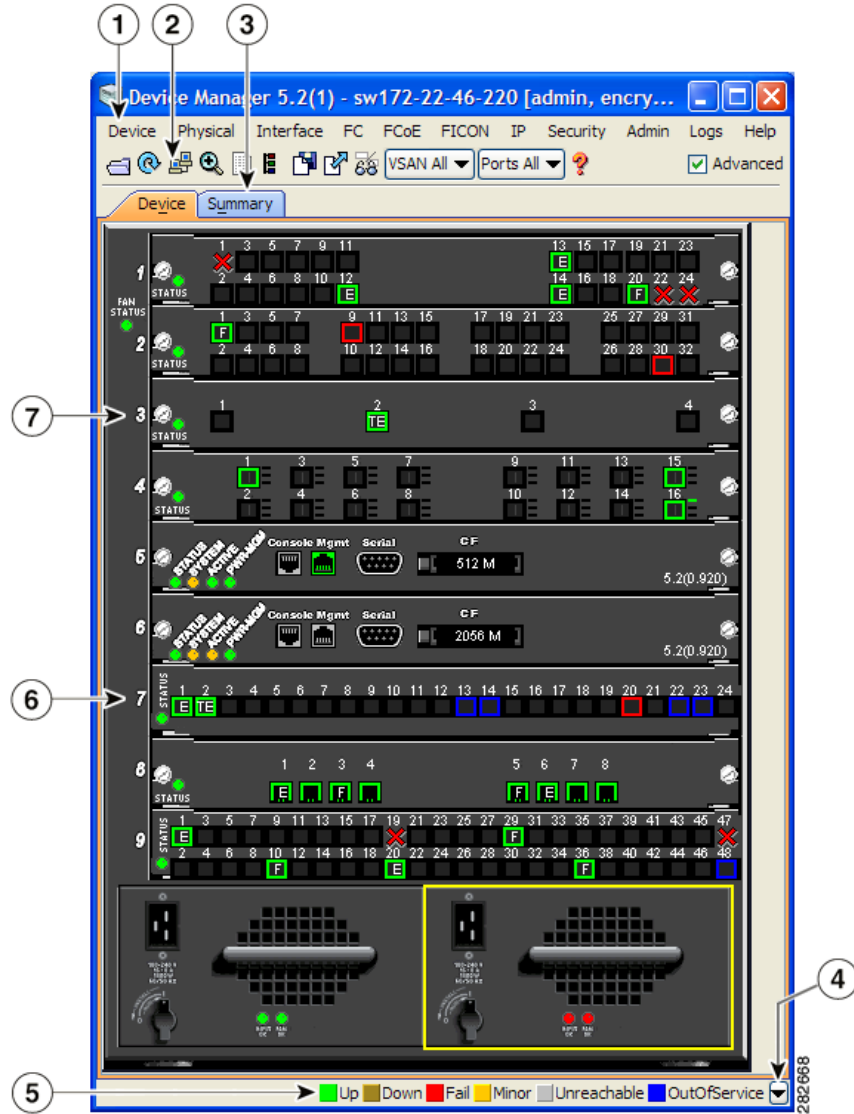 1 2 3
Device Manager 5.2(1) - sw172-22-46-220 [admin, encry...
Device Physical Interface FC FCoE FICON IP Security Admin Logs Help
VSAN All Ports All ? Advanced
Device Summary
1 3 5 7 9 11 13 15 17 19 21 23
1
E
2 4 6 8 10 12 14 16 18 20 22 24
STATUS E E F
FAN STATUS
1 3 5 7 9 11 13 15 17 19 21 23 25 27 29 31
F
2
2 4 6 8 10 12 14 16 18 20 22 24 26 28 30 32
STATUS
7
3
1 2 3 4
TE
STATUS
1 3 5 7 9 11 13 15
4
2 4 6 8 10 12 14 16
STATUS
5
STATUS SYSTEM ACTIVE PWR-MGM
Console Mgmt Serial CF
512 M
5.2(0.920)
6
STATUS SYSTEM ACTIVE PWR-MGM
Console Mgmt Serial CF
2056 M
5.2(0.920)
6
7
STATUS
1 2 3 4 5 6 7 8 9 10 11 12 13 14 15 16 17 18 19 20 21 22 23 24
E TE
8
1 2 3 4 5 6 7 8
STATUS
E F F E
9
STATUS
1 3 5 7 9 11 13 15 17 19 21 23 25 27 29 31 33 35 37 39 41 43 45 47
E F
2 4 6 8 10 12 14 16 18 20 22 24 26 28 30 32 34 36 38 40 42 44 46 48
F E F
4
5
Up Down Fail Minor Unreachable OutOfService
282668